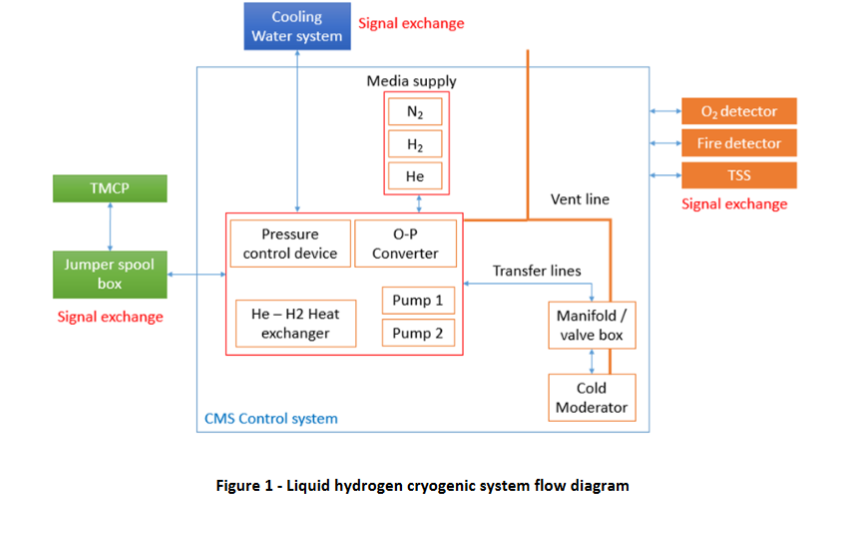 Cooling
Water system
Signal exchange
Media supply
N₂
H₂
He
O₂ detector
Fire detector
TSS
Signal exchange
TMCP
Jumper spool
box
Signal exchange
Vent line
Pressure
control device
O-P
Converter
Transfer lines
He – H2 Heat
exchanger
Pump 1
Pump 2
Manifold /
valve box
Cold
Moderator
CMS Control system
Figure 1 - Liquid hydrogen cryogenic system flow diagram